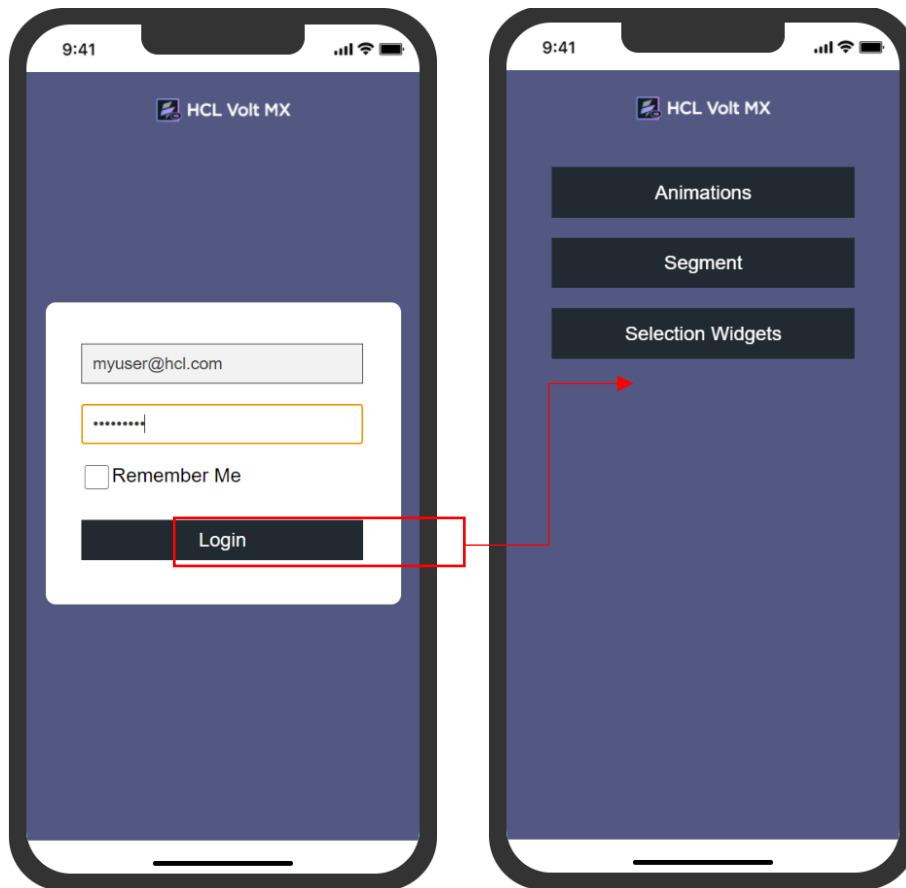 9:41
HCL Volt MX
myuser@hcl.com
•••••••••
Remember Me
Login
9:41
HCL Volt MX
Animations
Segment
Selection Widgets